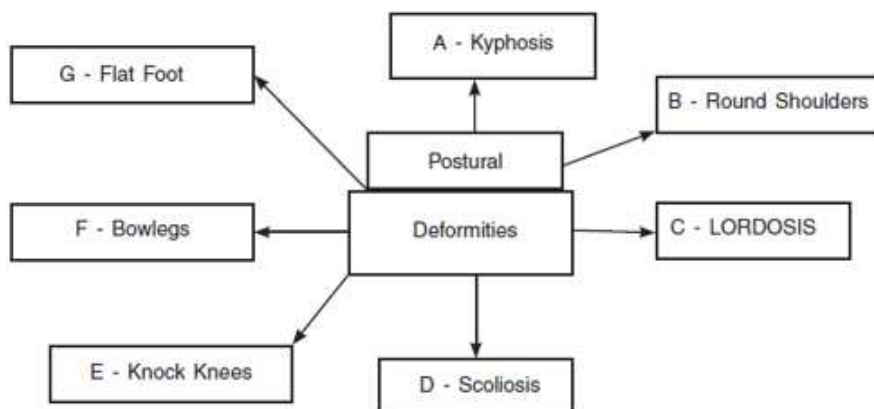 A - Kyphosis
G - Flat Foot
B - Round Shoulders
Postural
Deformities
F - Bowlegs
C - LORDOSIS
E - Knock Knees
D - Scoliosis